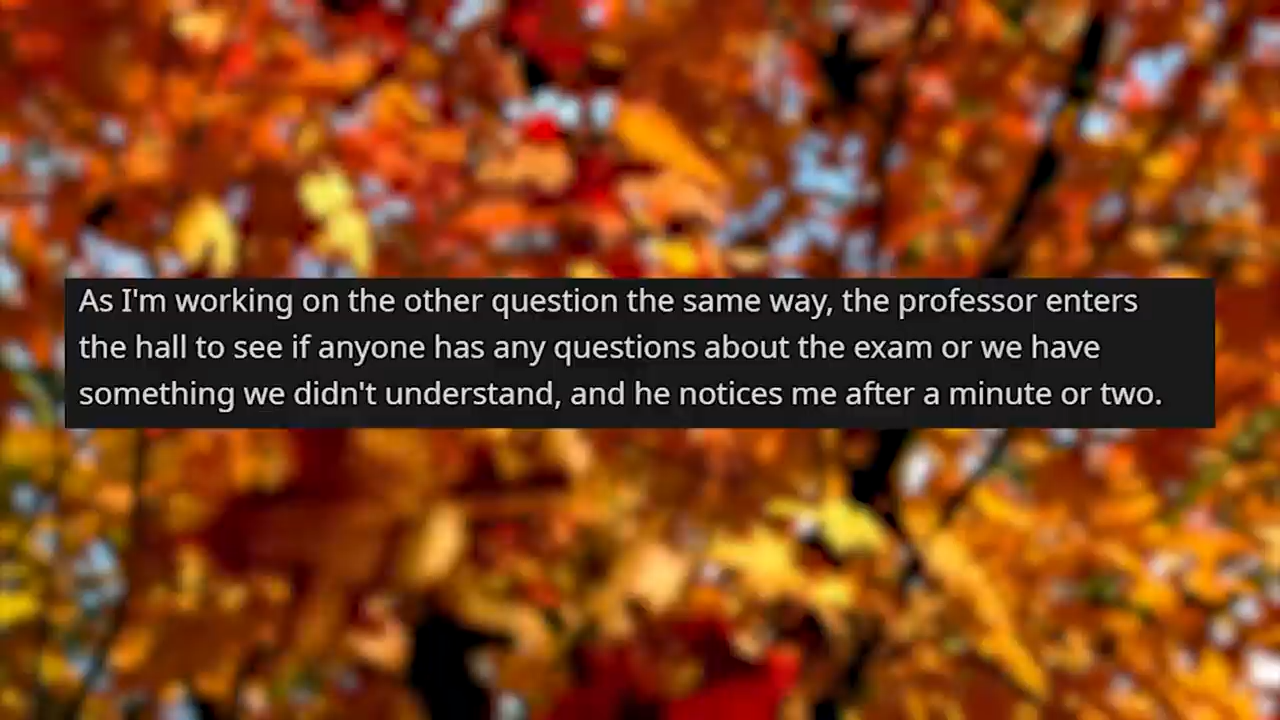 As I'm working on the other question the same way, the professor enters
the hall to see if anyone has any questions about the exam or we have
something we didn't understand, and he notices me after a minute or two.